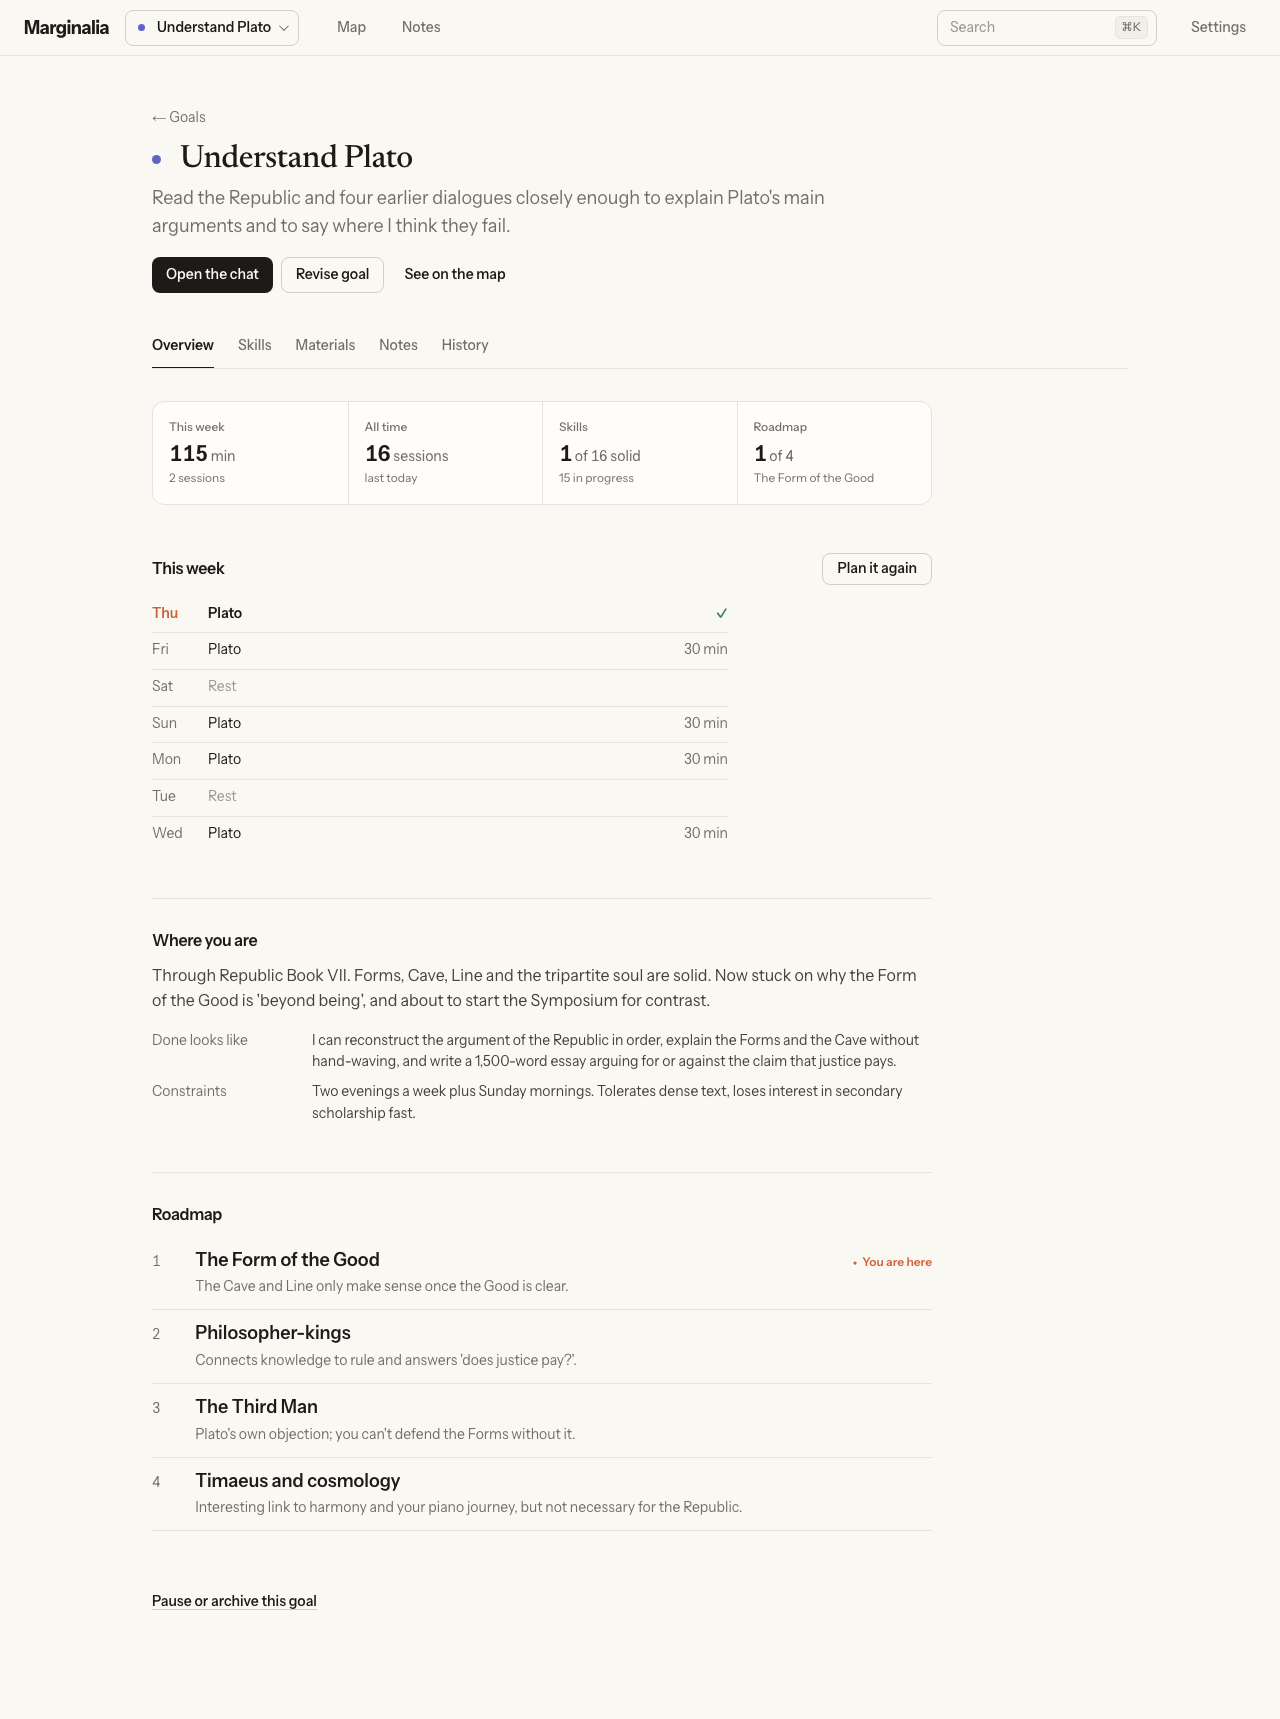 Marginalia
Understand Plato
Map
Notes
Search
⌘K
Settings
← Goals
Understand Plato
Read the Republic and four earlier dialogues closely enough to explain Plato's main
arguments and to say where I think they fail.
Open the chat
Revise goal
See on the map
Overview
Skills
Materials
Notes
History
This week
115 min
2 sessions
All time
16 sessions
last today
Skills
1 of 16 solid
15 in progress
Roadmap
1 of 4
The Form of the Good
This week
Plan it again
Thu Plato ✓
Fri Plato 30 min
Sat Rest
Sun Plato 30 min
Mon Plato 30 min
Tue Rest
Wed Plato 30 min
Where you are
Through Republic Book VII. Forms, Cave, Line and the tripartite soul are solid. Now stuck on why the Form
of the Good is 'beyond being', and about to start the Symposium for contrast.
Done looks like
I can reconstruct the argument of the Republic in order, explain the Forms and the Cave without
hand-waving, and write a 1,500-word essay arguing for or against the claim that justice pays.
Constraints
Two evenings a week plus Sunday mornings. Tolerates dense text, loses interest in secondary
scholarship fast.
Roadmap
1 The Form of the Good
• You are here
The Cave and Line only make sense once the Good is clear.
2 Philosopher-kings
Connects knowledge to rule and answers 'does justice pay?'.
3 The Third Man
Plato's own objection; you can't defend the Forms without it.
4 Timaeus and cosmology
Interesting link to harmony and your piano journey, but not necessary for the Republic.
Pause or archive this goal